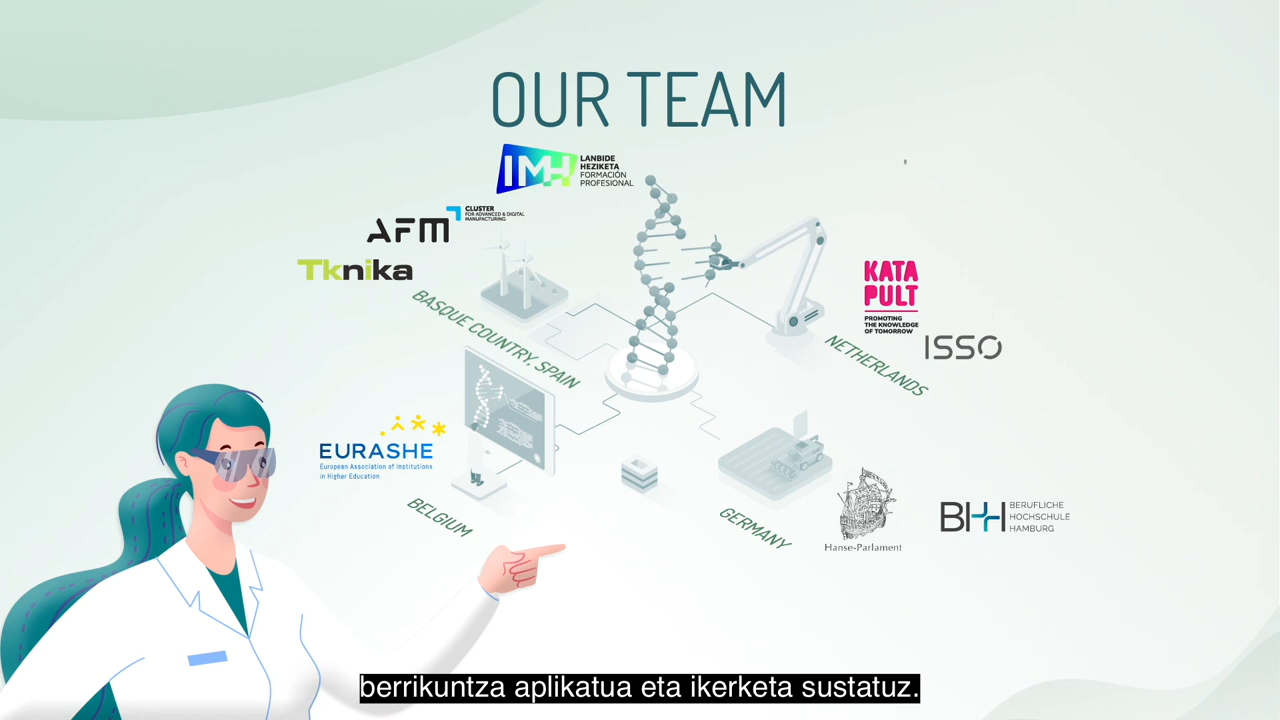 OUR TEAM
IMH
LANBIDE
HEZIKETA
FORMACIÓN
PROFESIONAL
CLUSTER
FOR ADVANCED & DIGITAL
MANUFACTURING
AFM
Tknika
BASQUE COUNTRY, SPAIN
KATA
PULT
PROMOTING
THE KNOWLEDGE
OF TOMORROW
ISSO
NETHERLANDS
EURASHE
European Association of Institutions
in Higher Education
BELGIUM
GERMANY
Hanse-Parlament
BHH
BERUFLICHE
HOCHSCHULE
HAMBURG
berrikuntza aplikatua eta ikerketa sustatuz.